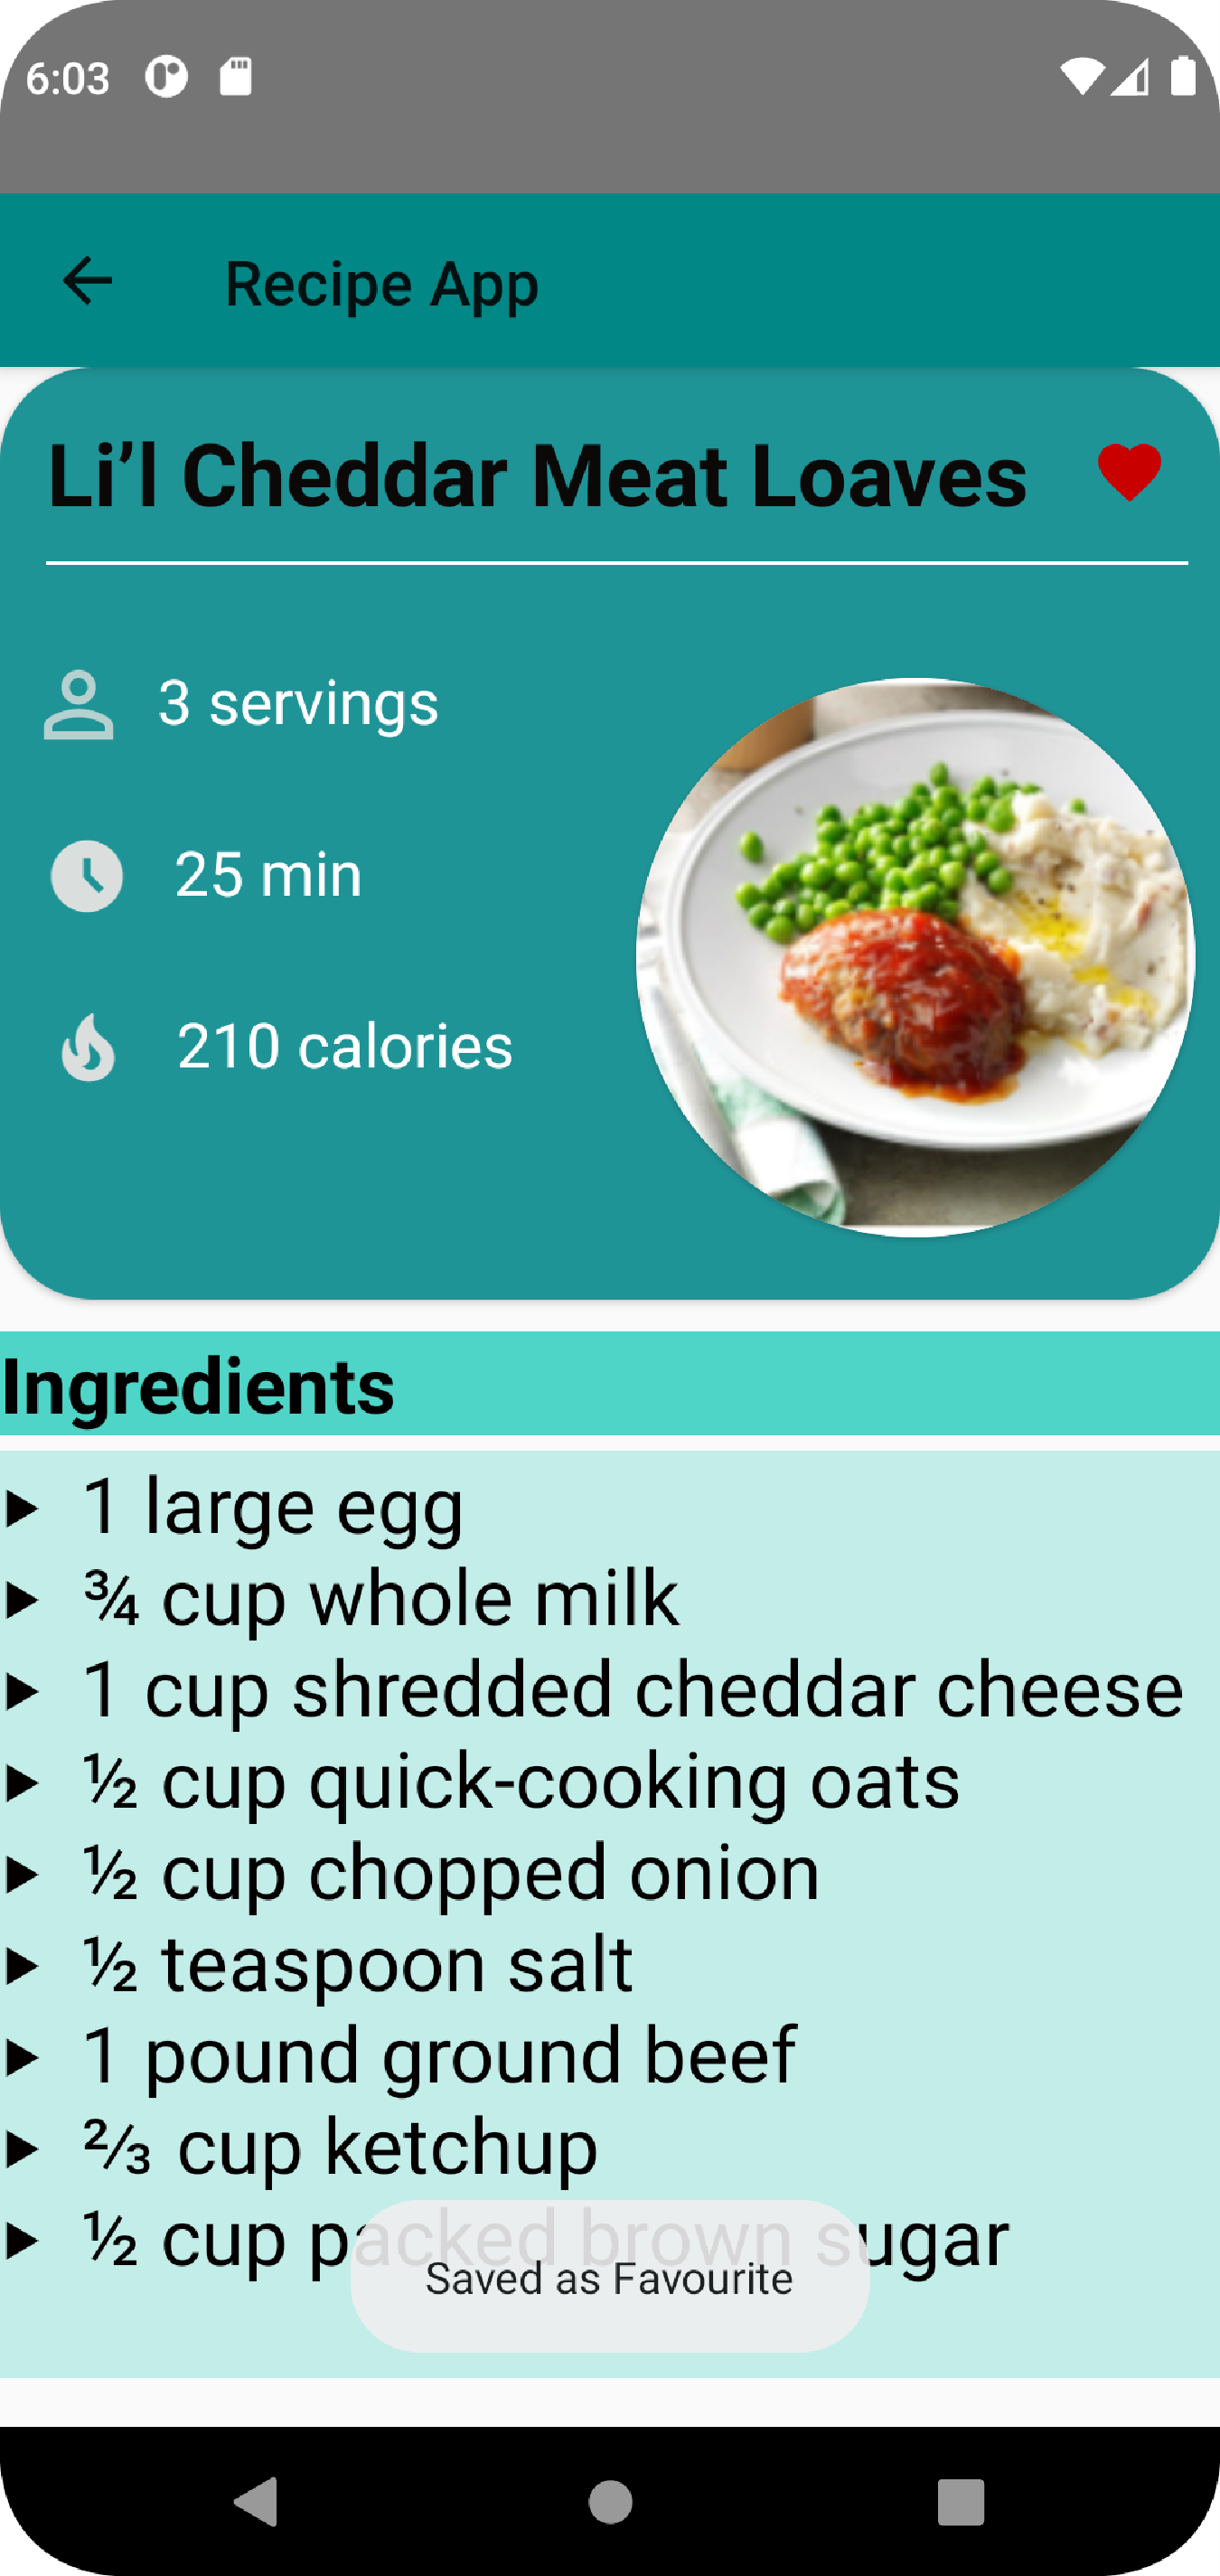 6:03
Recipe App
Li’l Cheddar Meat Loaves
3 servings
25 min
210 calories
Ingredients
1 large egg
¾ cup whole milk
1 cup shredded cheddar cheese
½ cup quick-cooking oats
½ cup chopped onion
½ teaspoon salt
1 pound ground beef
⅔ cup ketchup
½ cup packed brown sugar
Saved as Favourite